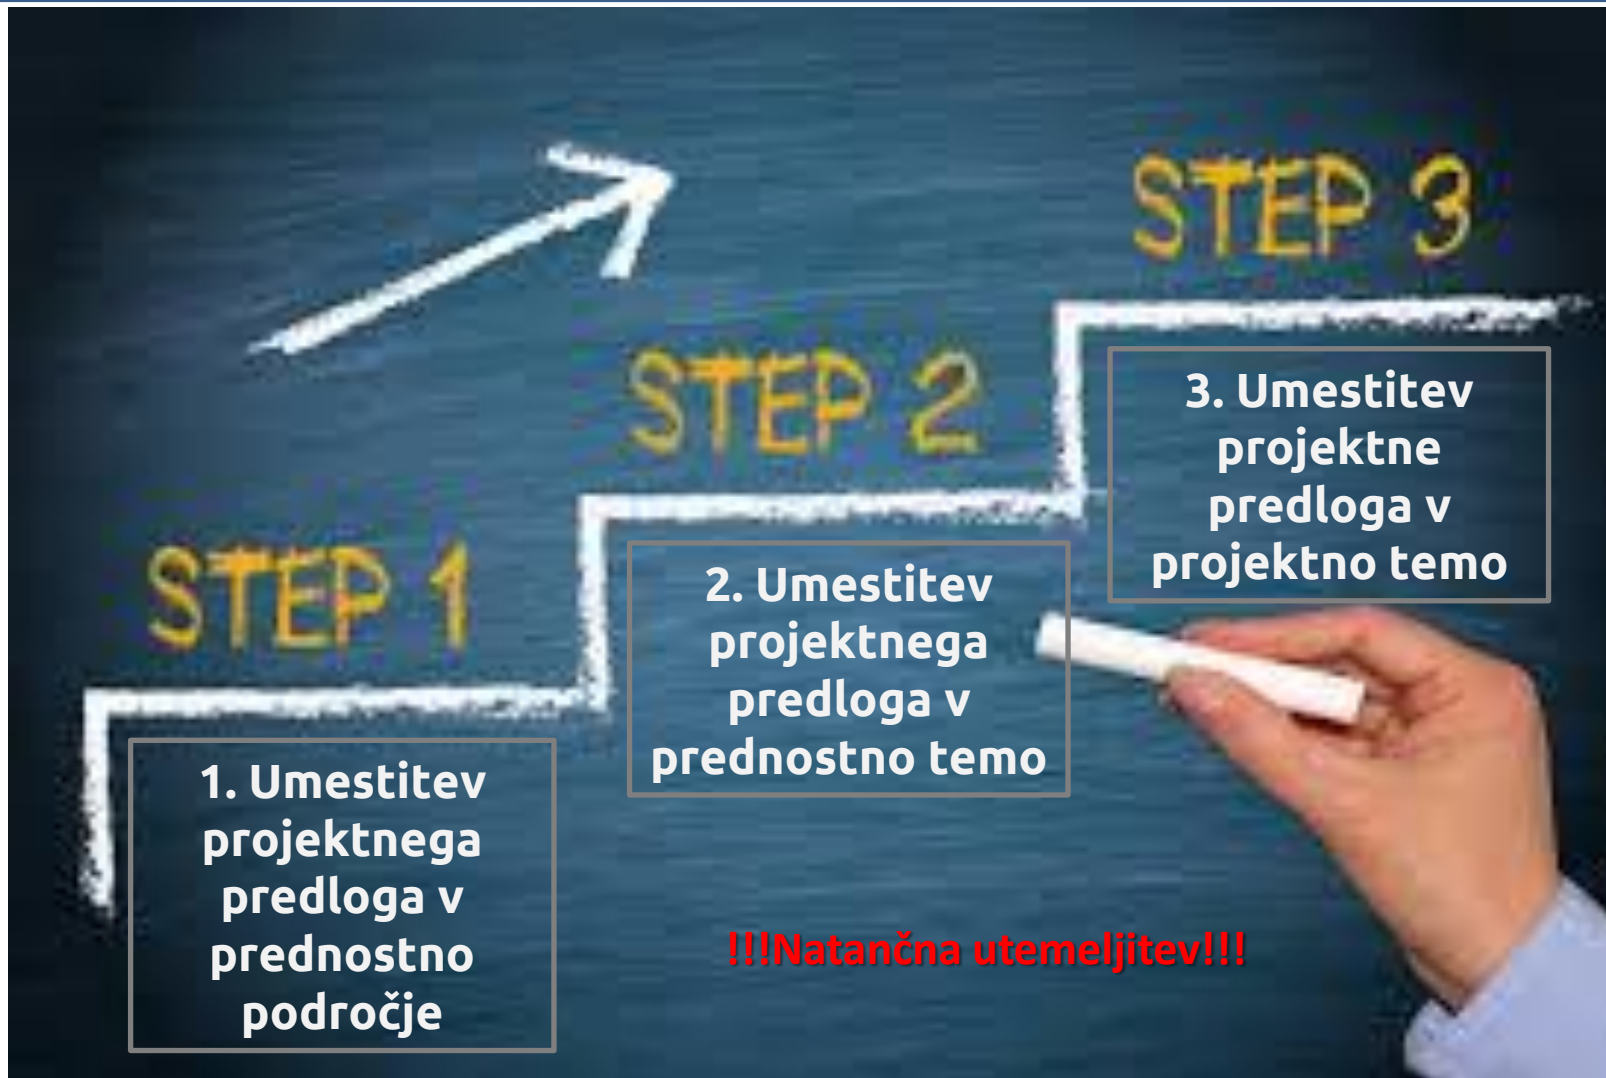 STEP 1
1. Umestitev
projektnega
predloga v
prednostno
področje
STEP 2
2. Umestitev
projektnega
predloga v
prednostno temo
STEP 3
3. Umestitev
projektne
predloga v
projektno temo
!!!Natančna utemeljitev!!!